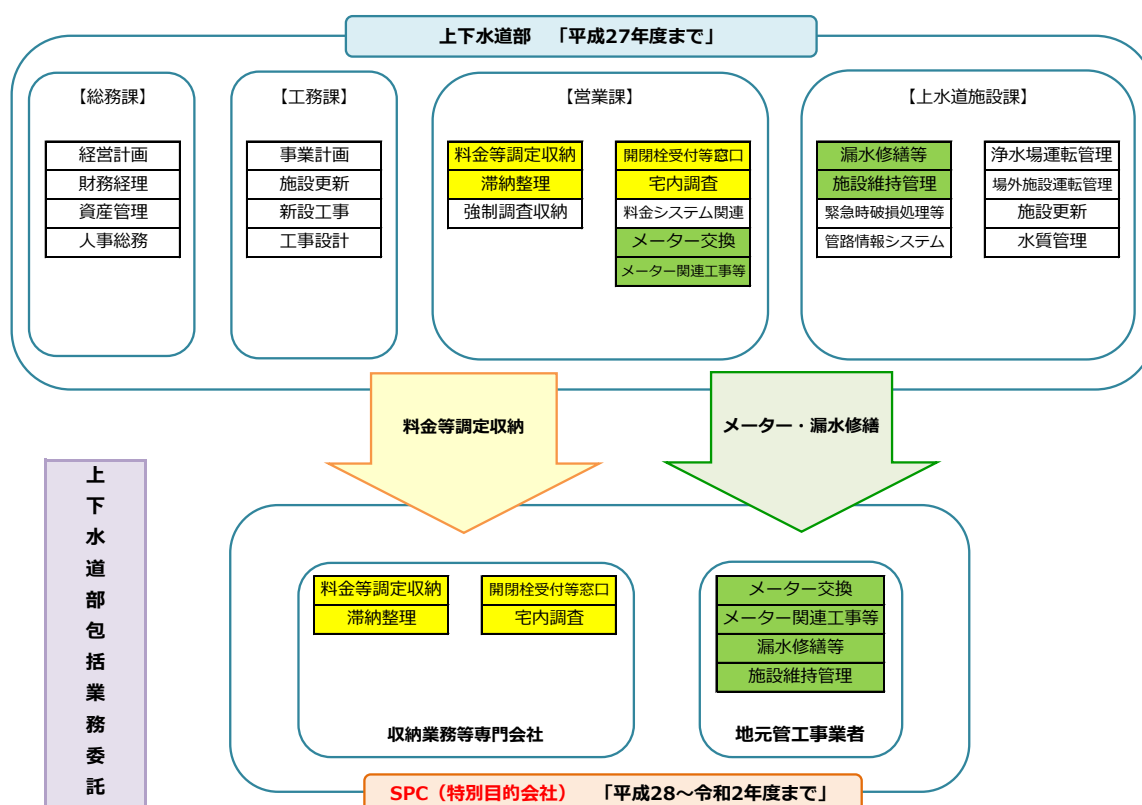 上下水道部 「平成27年度まで」
【総務課】
経営計画
財務経理
資産管理
人事総務
【工務課】
事業計画
施設更新
新設工事
工事設計
【営業課】
料金等調定収納
滞納整理
強制調査収納
開閉栓受付等窓口
宅内調査
料金システム関連
メーター交換
メーター関連工事等
【上水道施設課】
漏水修繕等
施設維持管理
緊急時破損処理等
管路情報システム
浄水場運転管理
場外施設運転管理
施設更新
水質管理
料金等調定収納
メーター・漏水修繕
上下水道部包括業務委託
料金等調定収納
滞納整理
開閉栓受付等窓口
宅内調査
収納業務等専門会社
メーター交換
メーター関連工事等
漏水修繕等
施設維持管理
地元管工事業者
SPC（特別目的会社） 「平成28～令和2年度まで」